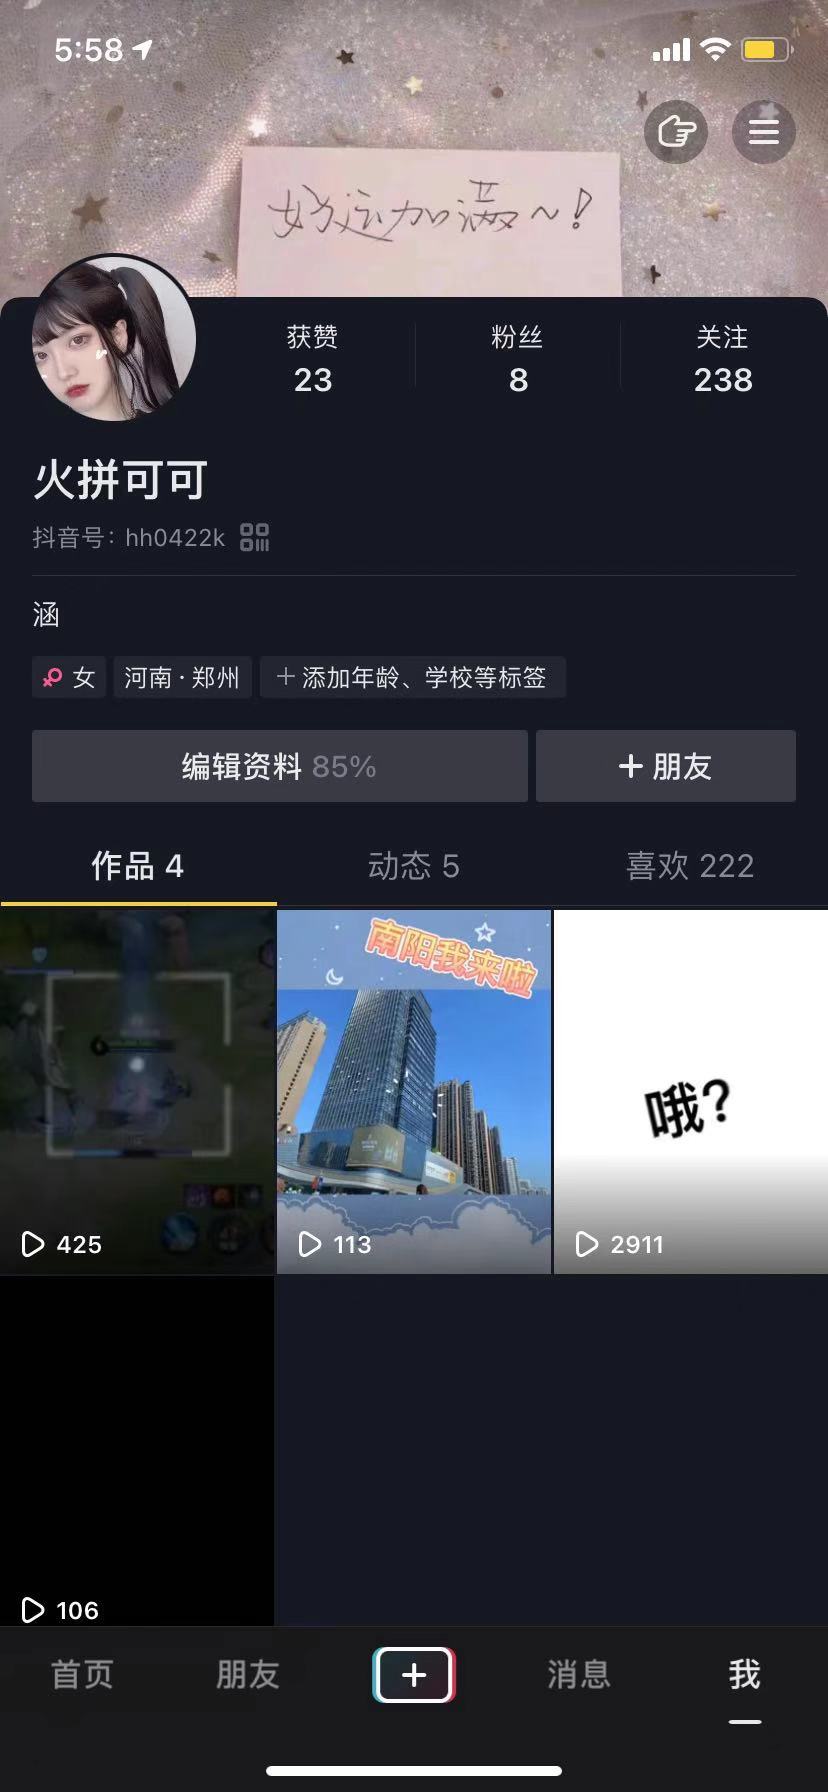 5:58
好运加满~!
获赞 粉丝 关注
23 8 238
火拼可可
抖音号: hh0422k
涵
女 河南 · 郑州 +添加年龄、学校等标签
编辑资料 85% +朋友
作品 4 动态 5 喜欢 222
南阳我来啦
哦?
425 113 2911
106
首页 朋友 + 消息 我